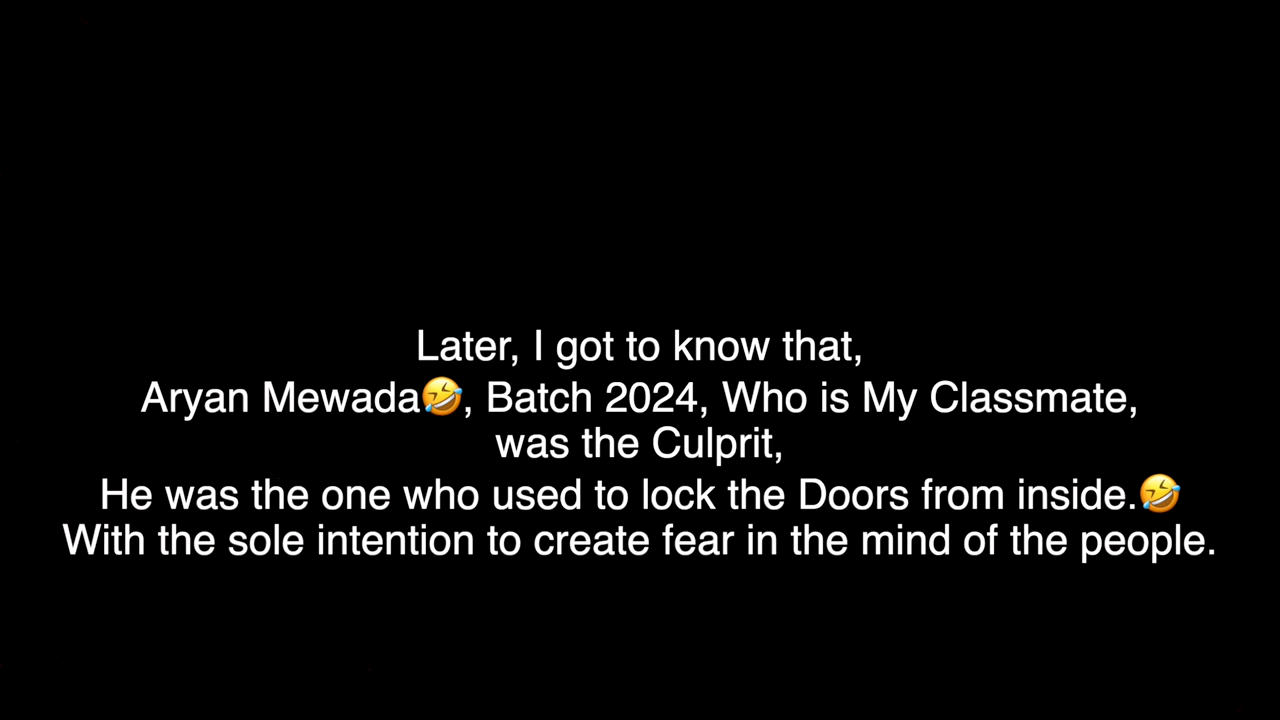 Later, I got to know that,
Aryan Mewada🤣, Batch 2024, Who is My Classmate,
was the Culprit,
He was the one who used to lock the Doors from inside.🤣
With the sole intention to create fear in the mind of the people.